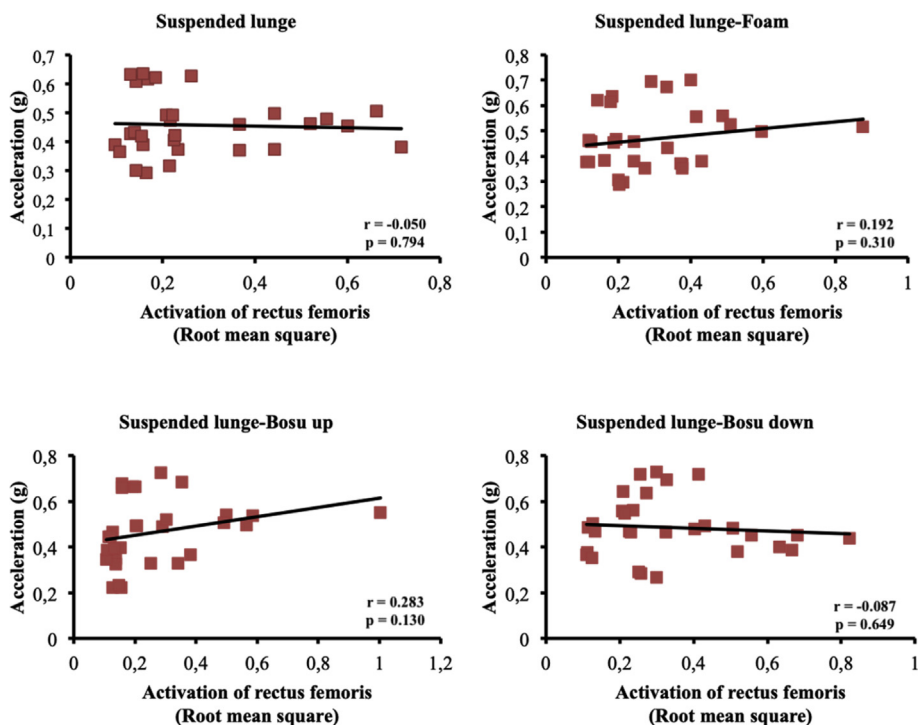 Suspended lunge
Acceleration (g)
0,7
0,6
0,5
0,4
0,3
0,2
0,1
0
r = -0.050
p = 0.794
0 0,2 0,4 0,6 0,8
Activation of rectus femoris
(Root mean square)
Suspended lunge-Foam
Acceleration (g)
0,8
0,7
0,6
0,5
0,4
0,3
0,2
0,1
r = 0.192
p = 0.310
0 0,2 0,4 0,6 0,8 1
Activation of rectus femoris
(Root mean square)
Suspended lunge-Bosu up
Acceleration (g)
0,8
0,6
0,4
0,2
0
r = 0.283
p = 0.130
0 0,2 0,4 0,6 0,8 1 1,2
Activation of rectus femoris
(Root mean square)
Suspended lunge-Bosu down
Acceleration (g)
0,8
0,6
0,4
0,2
0
r = -0.087
p = 0.649
0 0,2 0,4 0,6 0,8 1
Activation of rectus femoris
(Root mean square)